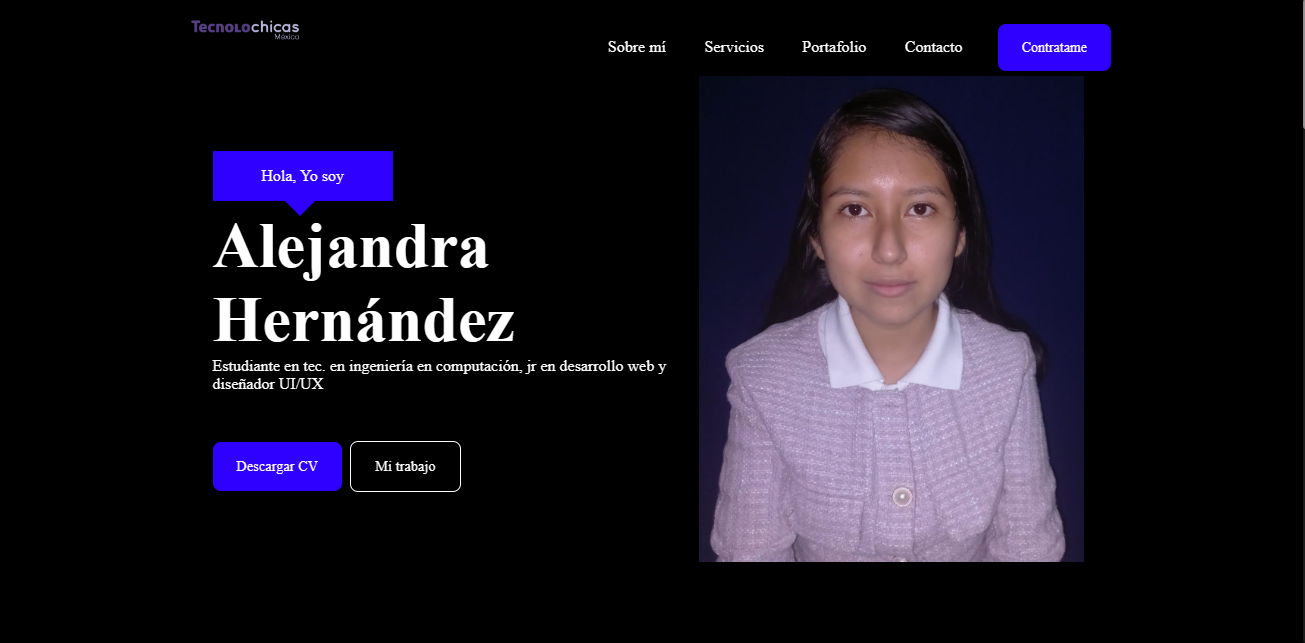 Tecnolochicas
México
Sobre mí
Servicios
Portafolio
Contacto
Contratame
Hola, Yo soy
Alejandra
Hernández
Estudiante en tec. en ingeniería en computación, jr en desarrollo web y
diseñador UI/UX
Descargar CV
Mi trabajo